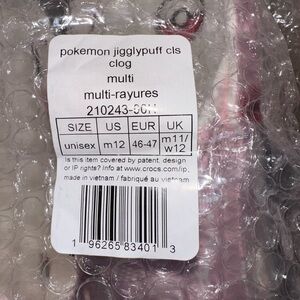 pokemon jigglypuff cls
clog
multi
multi-rayures
210243-90H
SIZE US EUR UK
unisex m12 46-47 m11/
w12
Is this item covered by patent, design
or IP rights? Info at www.crocs.com/ip,
made in vietnam / fabriqué au vietnam
1 96265 83401 3